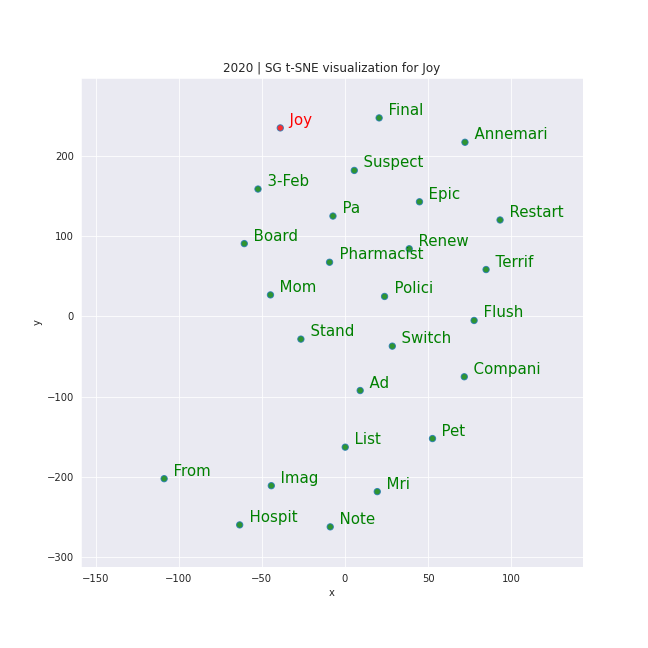 2020 | SG t-SNE visualization for Joy
Final
Joy
Annemari
Suspect
3-Feb
Epic
Pa
Restart
Board
Renew
Pharmacist
Terrif
Mom
Polici
Flush
Stand
Switch
Compani
Ad
Pet
List
From
Imag
Mri
Hospit
Note
200
100
0
−100
−200
−300
y
−150
−100
−50
0
50
100
x